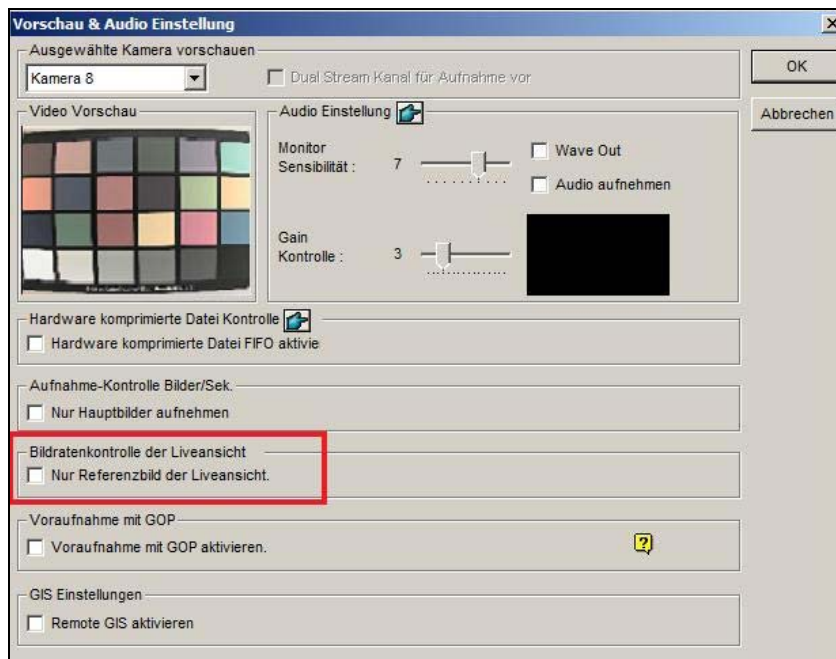 Vorschau & Audio Einstellung
Ausgewählte Kamera vorschauen
Kamera 8
Dual Stream Kanal für Aufnahme vor
OK
Abbrechen
Video Vorschau
Audio Einstellung
Monitor
Sensibilität :
7
Wave Out
Audio aufnehmen
Gain
Kontrolle :
3
Hardware komprimierte Datei Kontrolle
Hardware komprimierte Datei FIFO aktivie
Aufnahme-Kontrolle Bilder/Sek.
Nur Hauptbilder aufnehmen
Bildratenkontrolle der Liveansicht
Nur Referenzbild der Liveansicht.
Voraufnahme mit GOP
Voraufnahme mit GOP aktivieren.
?
GIS Einstellungen
Remote GIS aktivieren